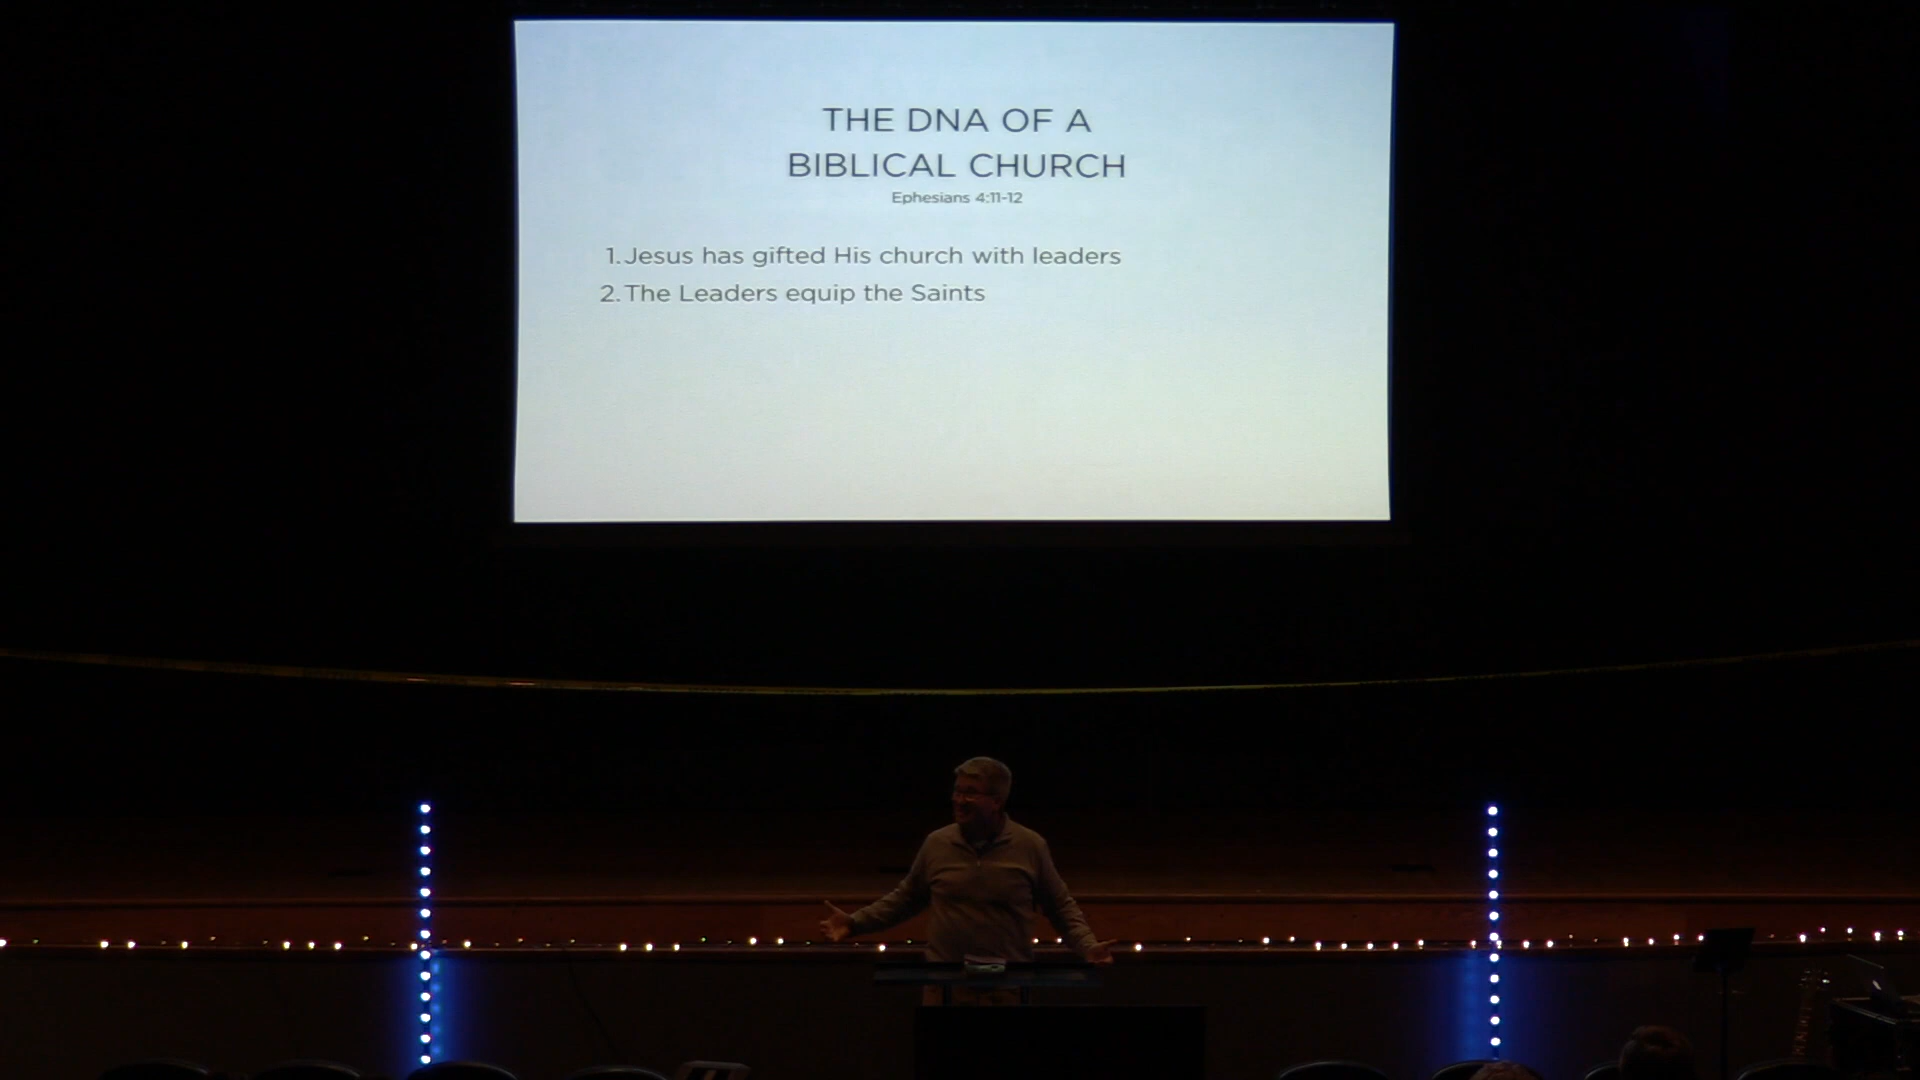 THE DNA OF A
BIBLICAL CHURCH
Ephesians 4:11-12
1. Jesus has gifted His church with leaders
2. The Leaders equip the Saints